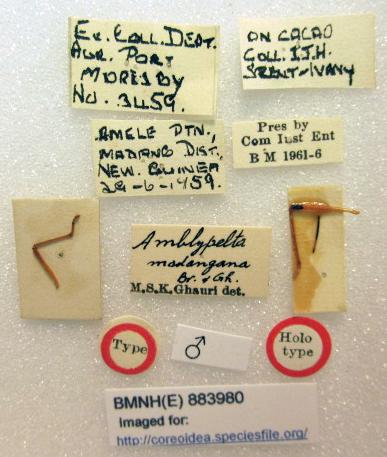 Ex. Coll. DEPT.
AGR. PORT
MORESBY
NO. 3459.
ON CACAO
COLL. J.J.H.
SZENT-IVANY
AMELE PTN.,
MADANG DIST.,
NEW. GUINEA
29-6-1959.
Pres by
Com Inst Ent
B M 1961-6
Amblypelta
madangana
Br. & Gh.
M.S.K. Ghauri det.
Type
♂
Holo
type
BMNH(E) 883980
Imaged for:
http://coreoidea.speciesfile.org/